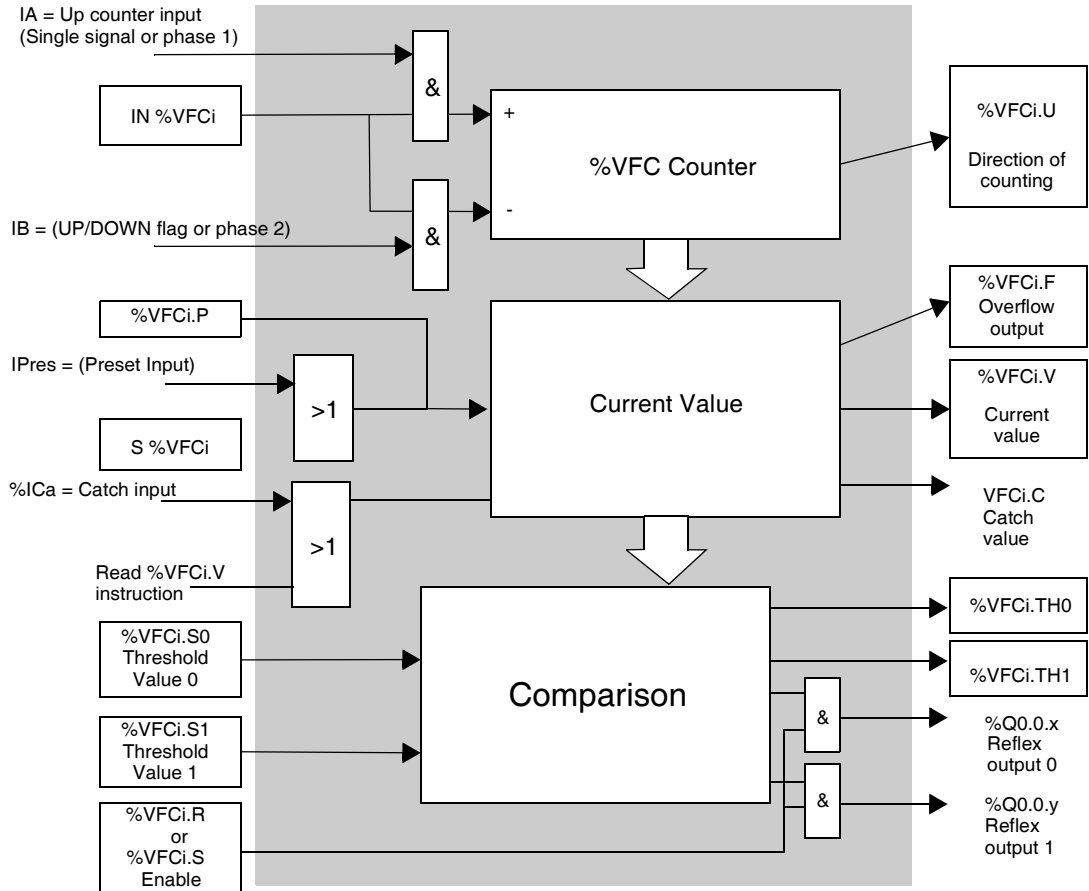 IA = Up counter input
(Single signal or phase 1)
&
IN %VFCi
+
%VFC Counter
-
%VFCi.U
Direction of
counting
IB = (UP/DOWN flag or phase 2)
&
%VFCi.P
%VFCi.F
Overflow
output
IPres = (Preset Input)
>1
Current Value
%VFCi.V
Current
value
S %VFCi
%ICa = Catch input
>1
VFCi.C
Catch
value
Read %VFCi.V
instruction
%VFCi.S0
Threshold
Value 0
Comparison
%VFCi.TH0
%VFCi.TH1
&
%Q0.0.x
Reflex
output 0
%VFCi.S1
Threshold
Value 1
&
%Q0.0.y
Reflex
output 1
%VFCi.R
or
%VFCi.S
Enable